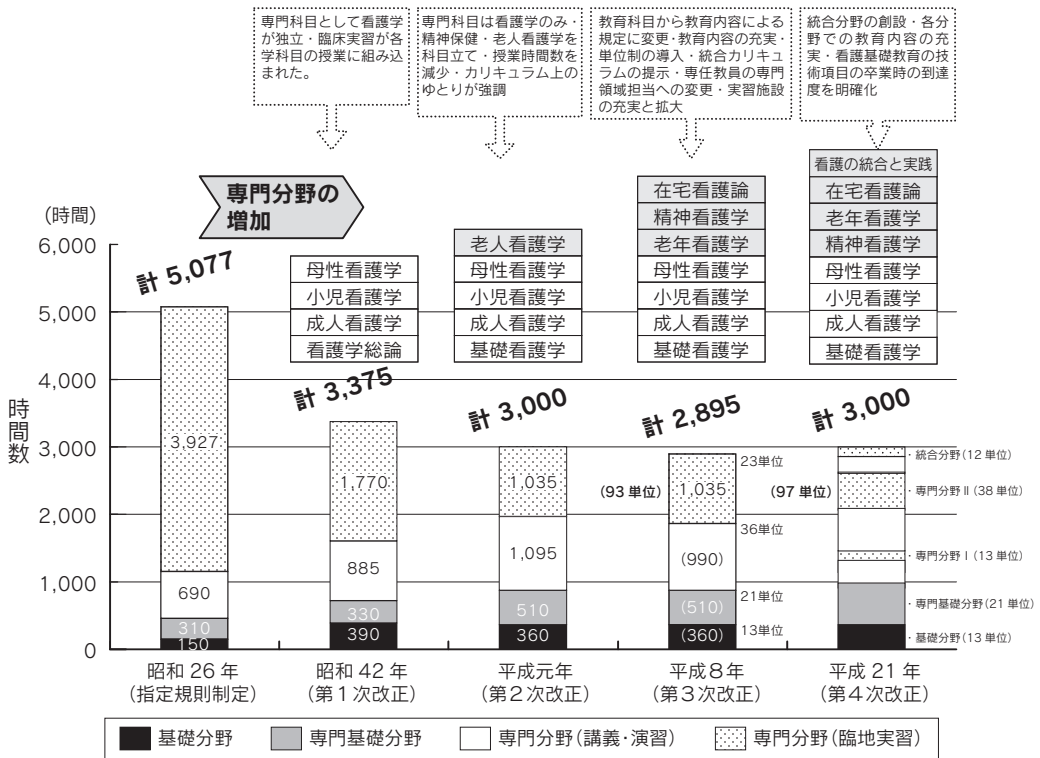 専門科目として看護学
が独立・臨床実習が各
学科目の授業に組み込
まれた。
専門科目は看護学のみ・
精神保健・老人看護学を
科目立て・授業時間数を
減少・カリキュラム上の
ゆとりが強調
教育科目から教育内容による
規定に変更・教育内容の充実・
単位制の導入・統合カリキュ
ラムの提示・専任教員の専門
領域担当への変更・実習施設
の充実と拡大
統合分野の創設・各分
野での教育内容の充
実・看護基礎教育の技
術項目の卒業時の到達
度を明確化
専門分野の
増加
母性看護学
小児看護学
成人看護学
看護学総論
老人看護学
母性看護学
小児看護学
成人看護学
基礎看護学
在宅看護論
精神看護学
老年看護学
母性看護学
小児看護学
成人看護学
基礎看護学
看護の統合と実践
在宅看護論
老年看護学
精神看護学
母性看護学
小児看護学
成人看護学
基礎看護学
(時間)
6,000
5,000
4,000
3,000
2,000
1,000
0
時間数
計 5,077
3,927
690
310
150
計 3,375
1,770
885
330
390
計 3,000
1,035
1,095
510
360
計 2,895
(93 単位)
1,035
(990)
(510)
(360)
23単位
36単位
21単位
13単位
計 3,000
(97 単位)
・統合分野(12 単位)
・専門分野 II (38 単位)
・専門分野 I (13 単位)
・専門基礎分野(21 単位)
・基礎分野(13 単位)
昭和 26 年
(指定規則制定)
昭和 42 年
(第1次改正)
平成元年
(第2次改正)
平成8年
(第3次改正)
平成 21 年
(第4次改正)
基礎分野
専門基礎分野
専門分野(講義・演習)
専門分野(臨地実習)